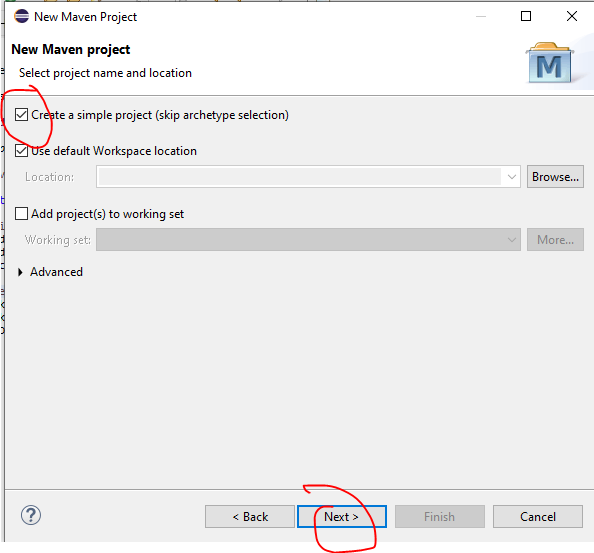 New Maven Project
New Maven project
Select project name and location
M
Create a simple project (skip archetype selection)
Use default Workspace location
Location:
Browse...
Add project(s) to working set
Working set:
More...
Advanced
?
< Back
Next >
Finish
Cancel